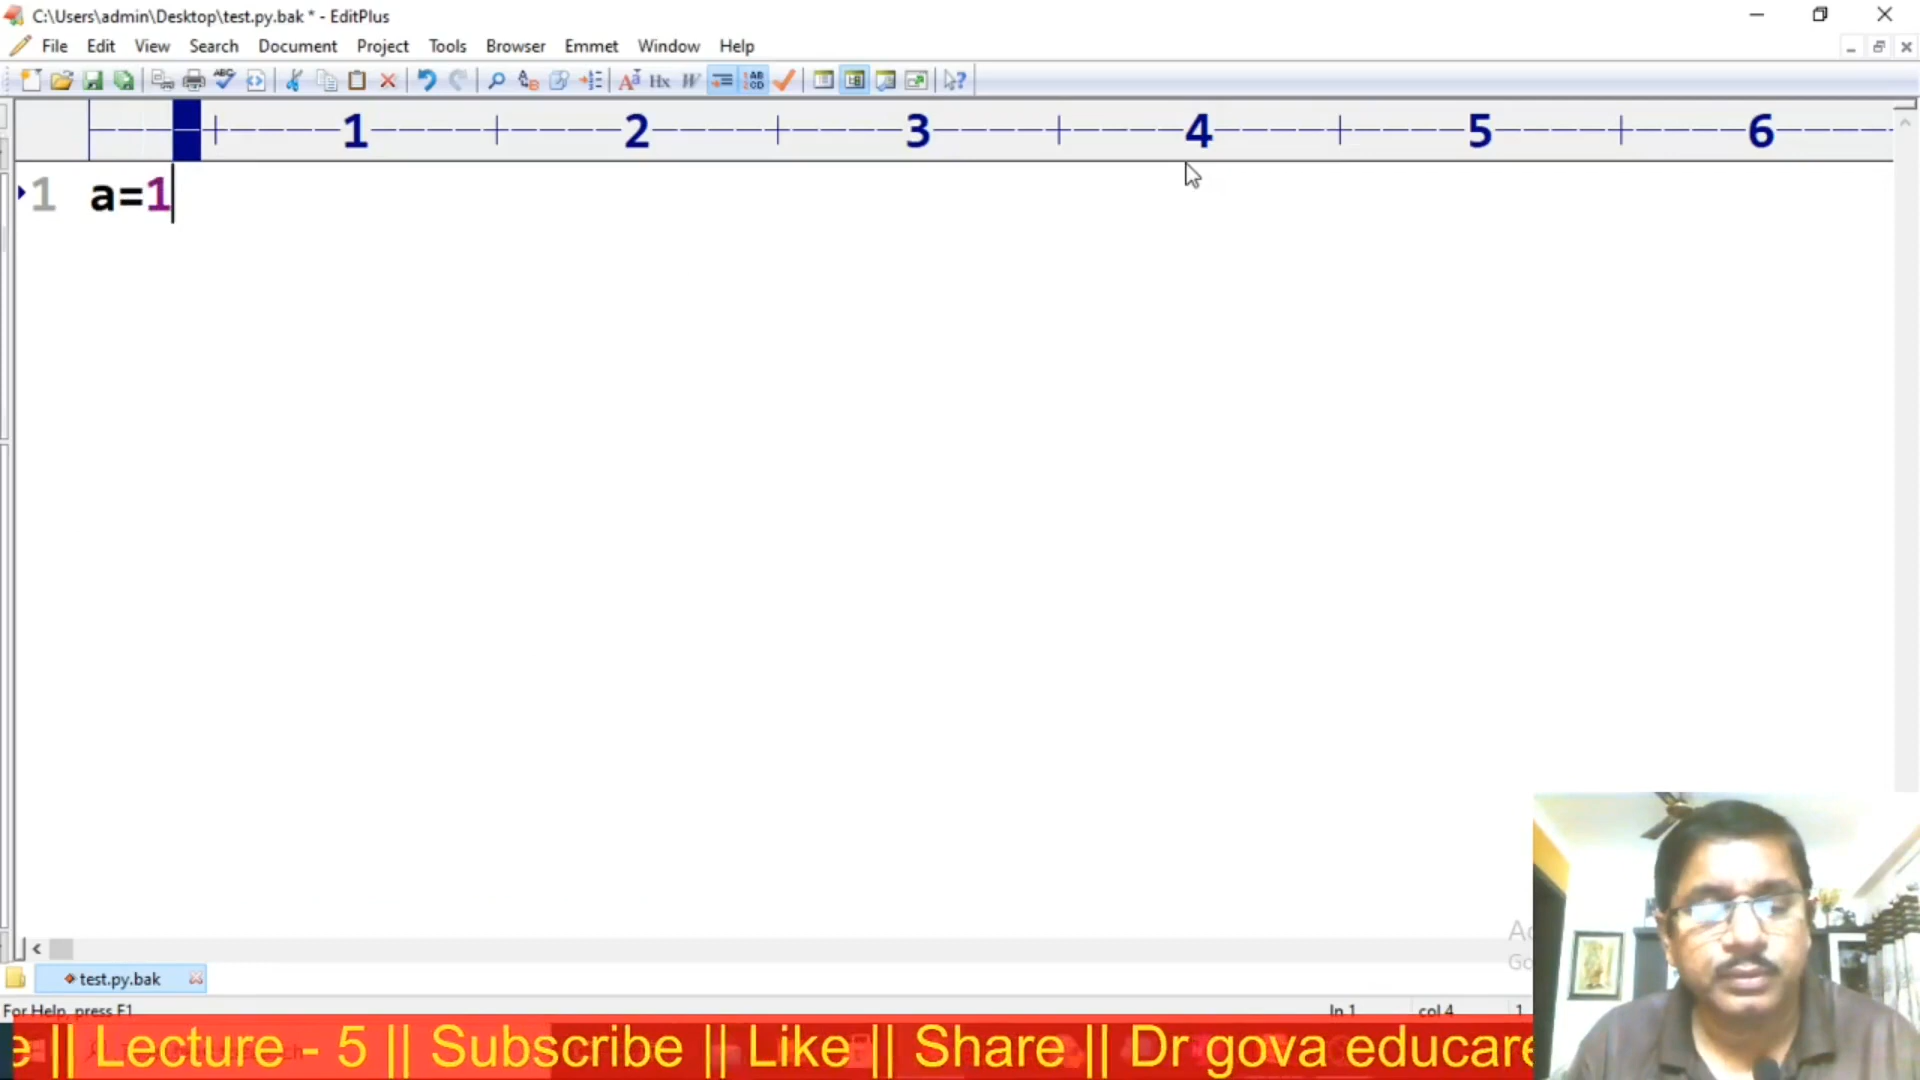 C:\Users\admin\Desktop\test.py.bak * - EditPlus
File Edit View Search Document Project Tools Browser Emmet Window Help
1 2 3 4 5 6
1 a=1
test.py.bak
For Help, press F1 ln 1 col 4 1
e || Lecture - 5 || Subscribe || Like || Share || Dr gova educare